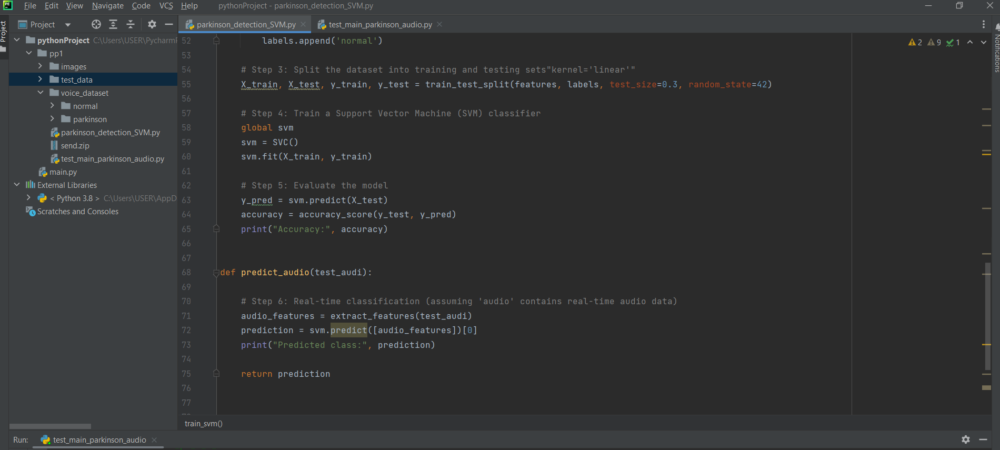 File Edit View Navigate Code VCS Help pythonProject - parkinson_detection_SVM.py
Project
Project
pythonProject C:\Users\USER\Pycharm
pp1
images
test_data
voice_dataset
normal
parkinson
parkinson_detection_SVM.py
send.zip
test_main_parkinson_audio.py
main.py
External Libraries
< Python 3.8 > C:\Users\USER\AppD
Scratches and Consoles
parkinson_detection_SVM.py test_main_parkinson_audio.py
2 9 1
Notifications
52 labels.append('normal')
53
54 # Step 3: Split the dataset into training and testing sets"kernel='linear'"
55 X_train, X_test, y_train, y_test = train_test_split(features, labels, test_size=0.3, random_state=42)
56
57 # Step 4: Train a Support Vector Machine (SVM) classifier
58 global svm
59 svm = SVC()
60 svm.fit(X_train, y_train)
61
62 # Step 5: Evaluate the model
63 y_pred = svm.predict(X_test)
64 accuracy = accuracy_score(y_test, y_pred)
65 print("Accuracy:", accuracy)
66
67
68 def predict_audio(test_audi):
69
70 # Step 6: Real-time classification (assuming 'audio' contains real-time audio data)
71 audio_features = extract_features(test_audi)
72 prediction = svm.predict([audio_features])[0]
73 print("Predicted class:", prediction)
74
75 return prediction
76
77
train_svm()
Run: test_main_parkinson_audio